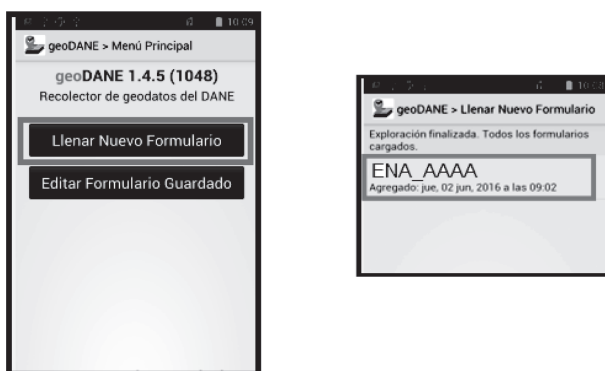 10:09
geoDANE > Menú Principal
geoDANE 1.4.5 (1048)
Recolector de geodatos del DANE
Llenar Nuevo Formulario
Editar Formulario Guardado
10:08
geoDANE > Llenar Nuevo Formulario
Exploración finalizada. Todos los formularios
cargados.
ENA_AAAA
Agregado: jue, 02 jun, 2016 a las 09:02